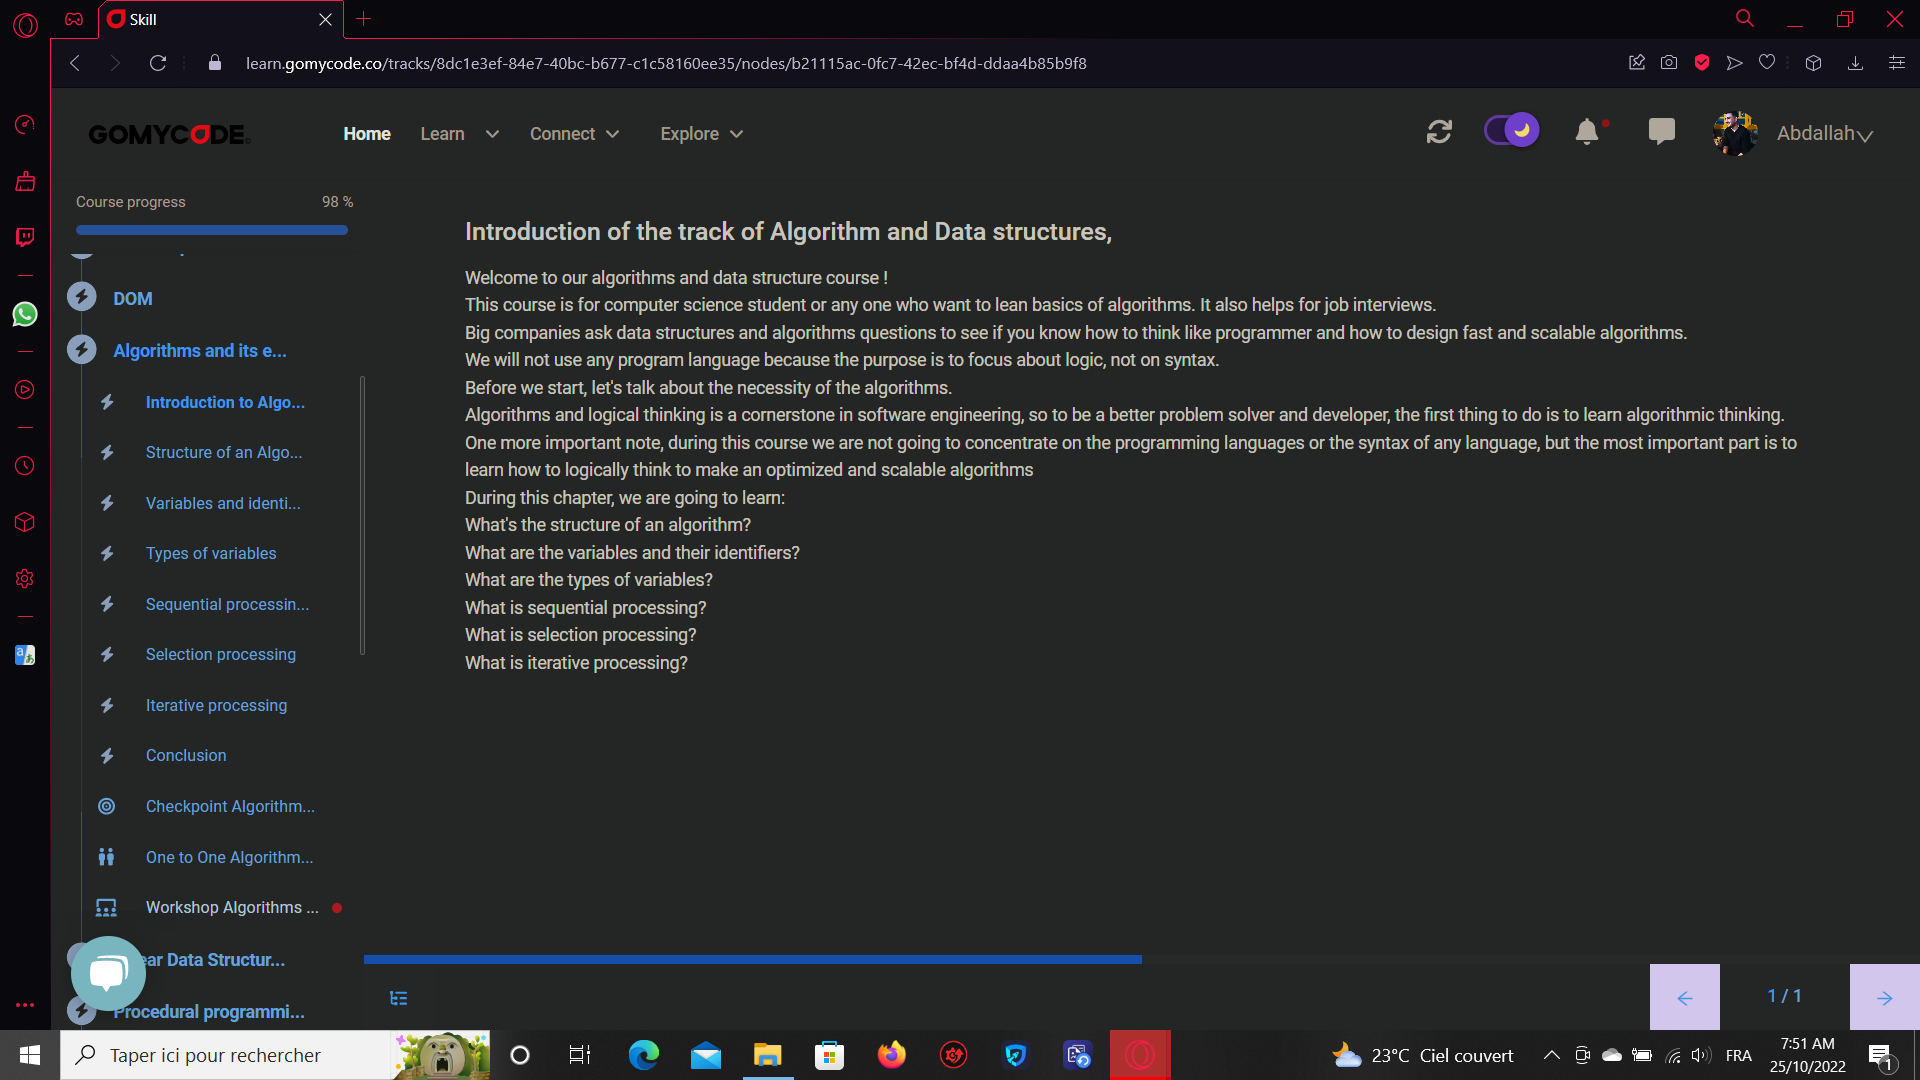 Skill
learn.gomycode.co/tracks/8dc1e3ef-84e7-40bc-b677-c1c58160ee35/nodes/b21115ac-0fc7-42ec-bf4d-ddaa4b85b9f8
GOMYCODE
Home
Learn
Connect
Explore
Abdallah
Course progress
98 %
DOM
Algorithms and its e...
Introduction to Algo...
Structure of an Algo...
Variables and identi...
Types of variables
Sequential processin...
Selection processing
Iterative processing
Conclusion
Checkpoint Algorithm...
One to One Algorithm...
Workshop Algorithms ...
ear Data Structur...
Procedural programmi...
Introduction of the track of Algorithm and Data structures,
Welcome to our algorithms and data structure course !
This course is for computer science student or any one who want to lean basics of algorithms. It also helps for job interviews.
Big companies ask data structures and algorithms questions to see if you know how to think like programmer and how to design fast and scalable algorithms.
We will not use any program language because the purpose is to focus about logic, not on syntax.
Before we start, let's talk about the necessity of the algorithms.
Algorithms and logical thinking is a cornerstone in software engineering, so to be a better problem solver and developer, the first thing to do is to learn algorithmic thinking.
One more important note, during this course we are not going to concentrate on the programming languages or the syntax of any language, but the most important part is to
learn how to logically think to make an optimized and scalable algorithms
During this chapter, we are going to learn:
What's the structure of an algorithm?
What are the variables and their identifiers?
What are the types of variables?
What is sequential processing?
What is selection processing?
What is iterative processing?
1 / 1
Taper ici pour rechercher
23°C Ciel couvert
FRA
7:51 AM
25/10/2022
1